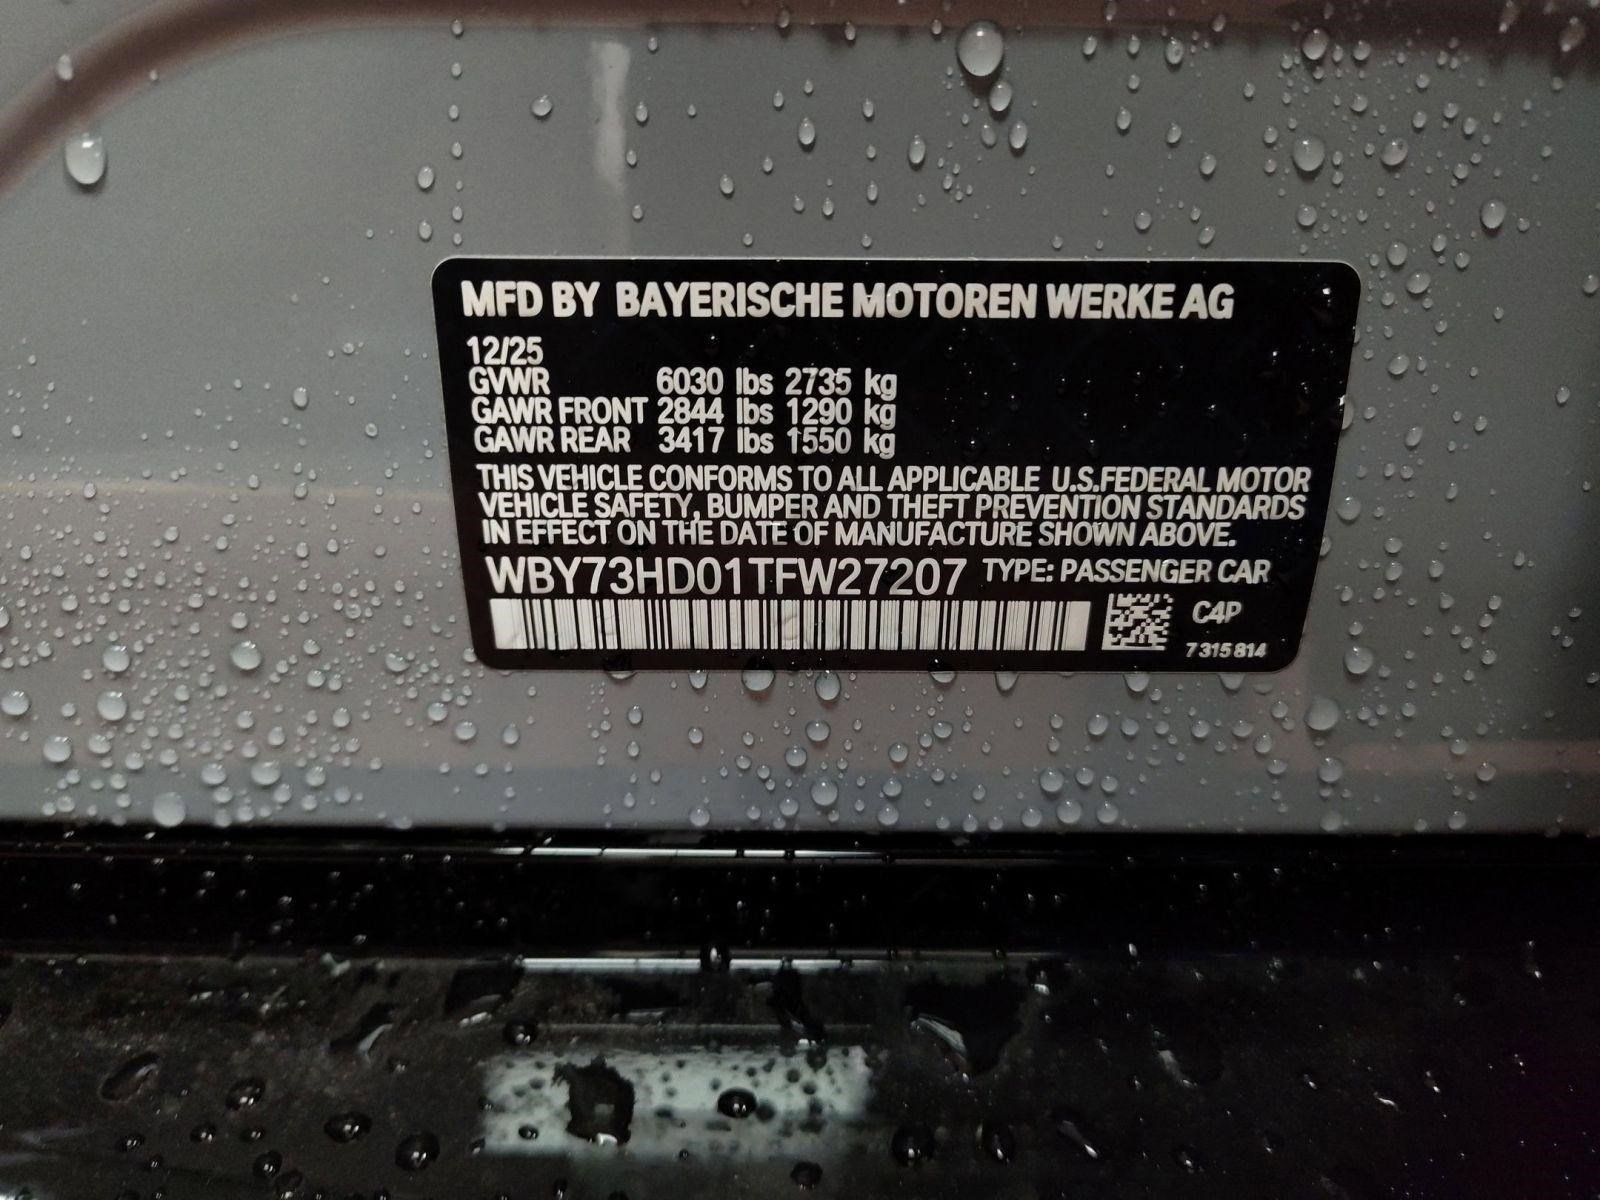 MFD BY BAYERISCHE MOTOREN WERKE AG
12/25
GVWR 6030 lbs 2735 kg
GAWR FRONT 2844 lbs 1290 kg
GAWR REAR 3417 lbs 1550 kg
THIS VEHICLE CONFORMS TO ALL APPLICABLE U.S.FEDERAL MOTOR
VEHICLE SAFETY, BUMPER AND THEFT PREVENTION STANDARDS
IN EFFECT ON THE DATE OF MANUFACTURE SHOWN ABOVE.
WBY73HD01TFW27207 TYPE: PASSENGER CAR
C4P
7 315 814